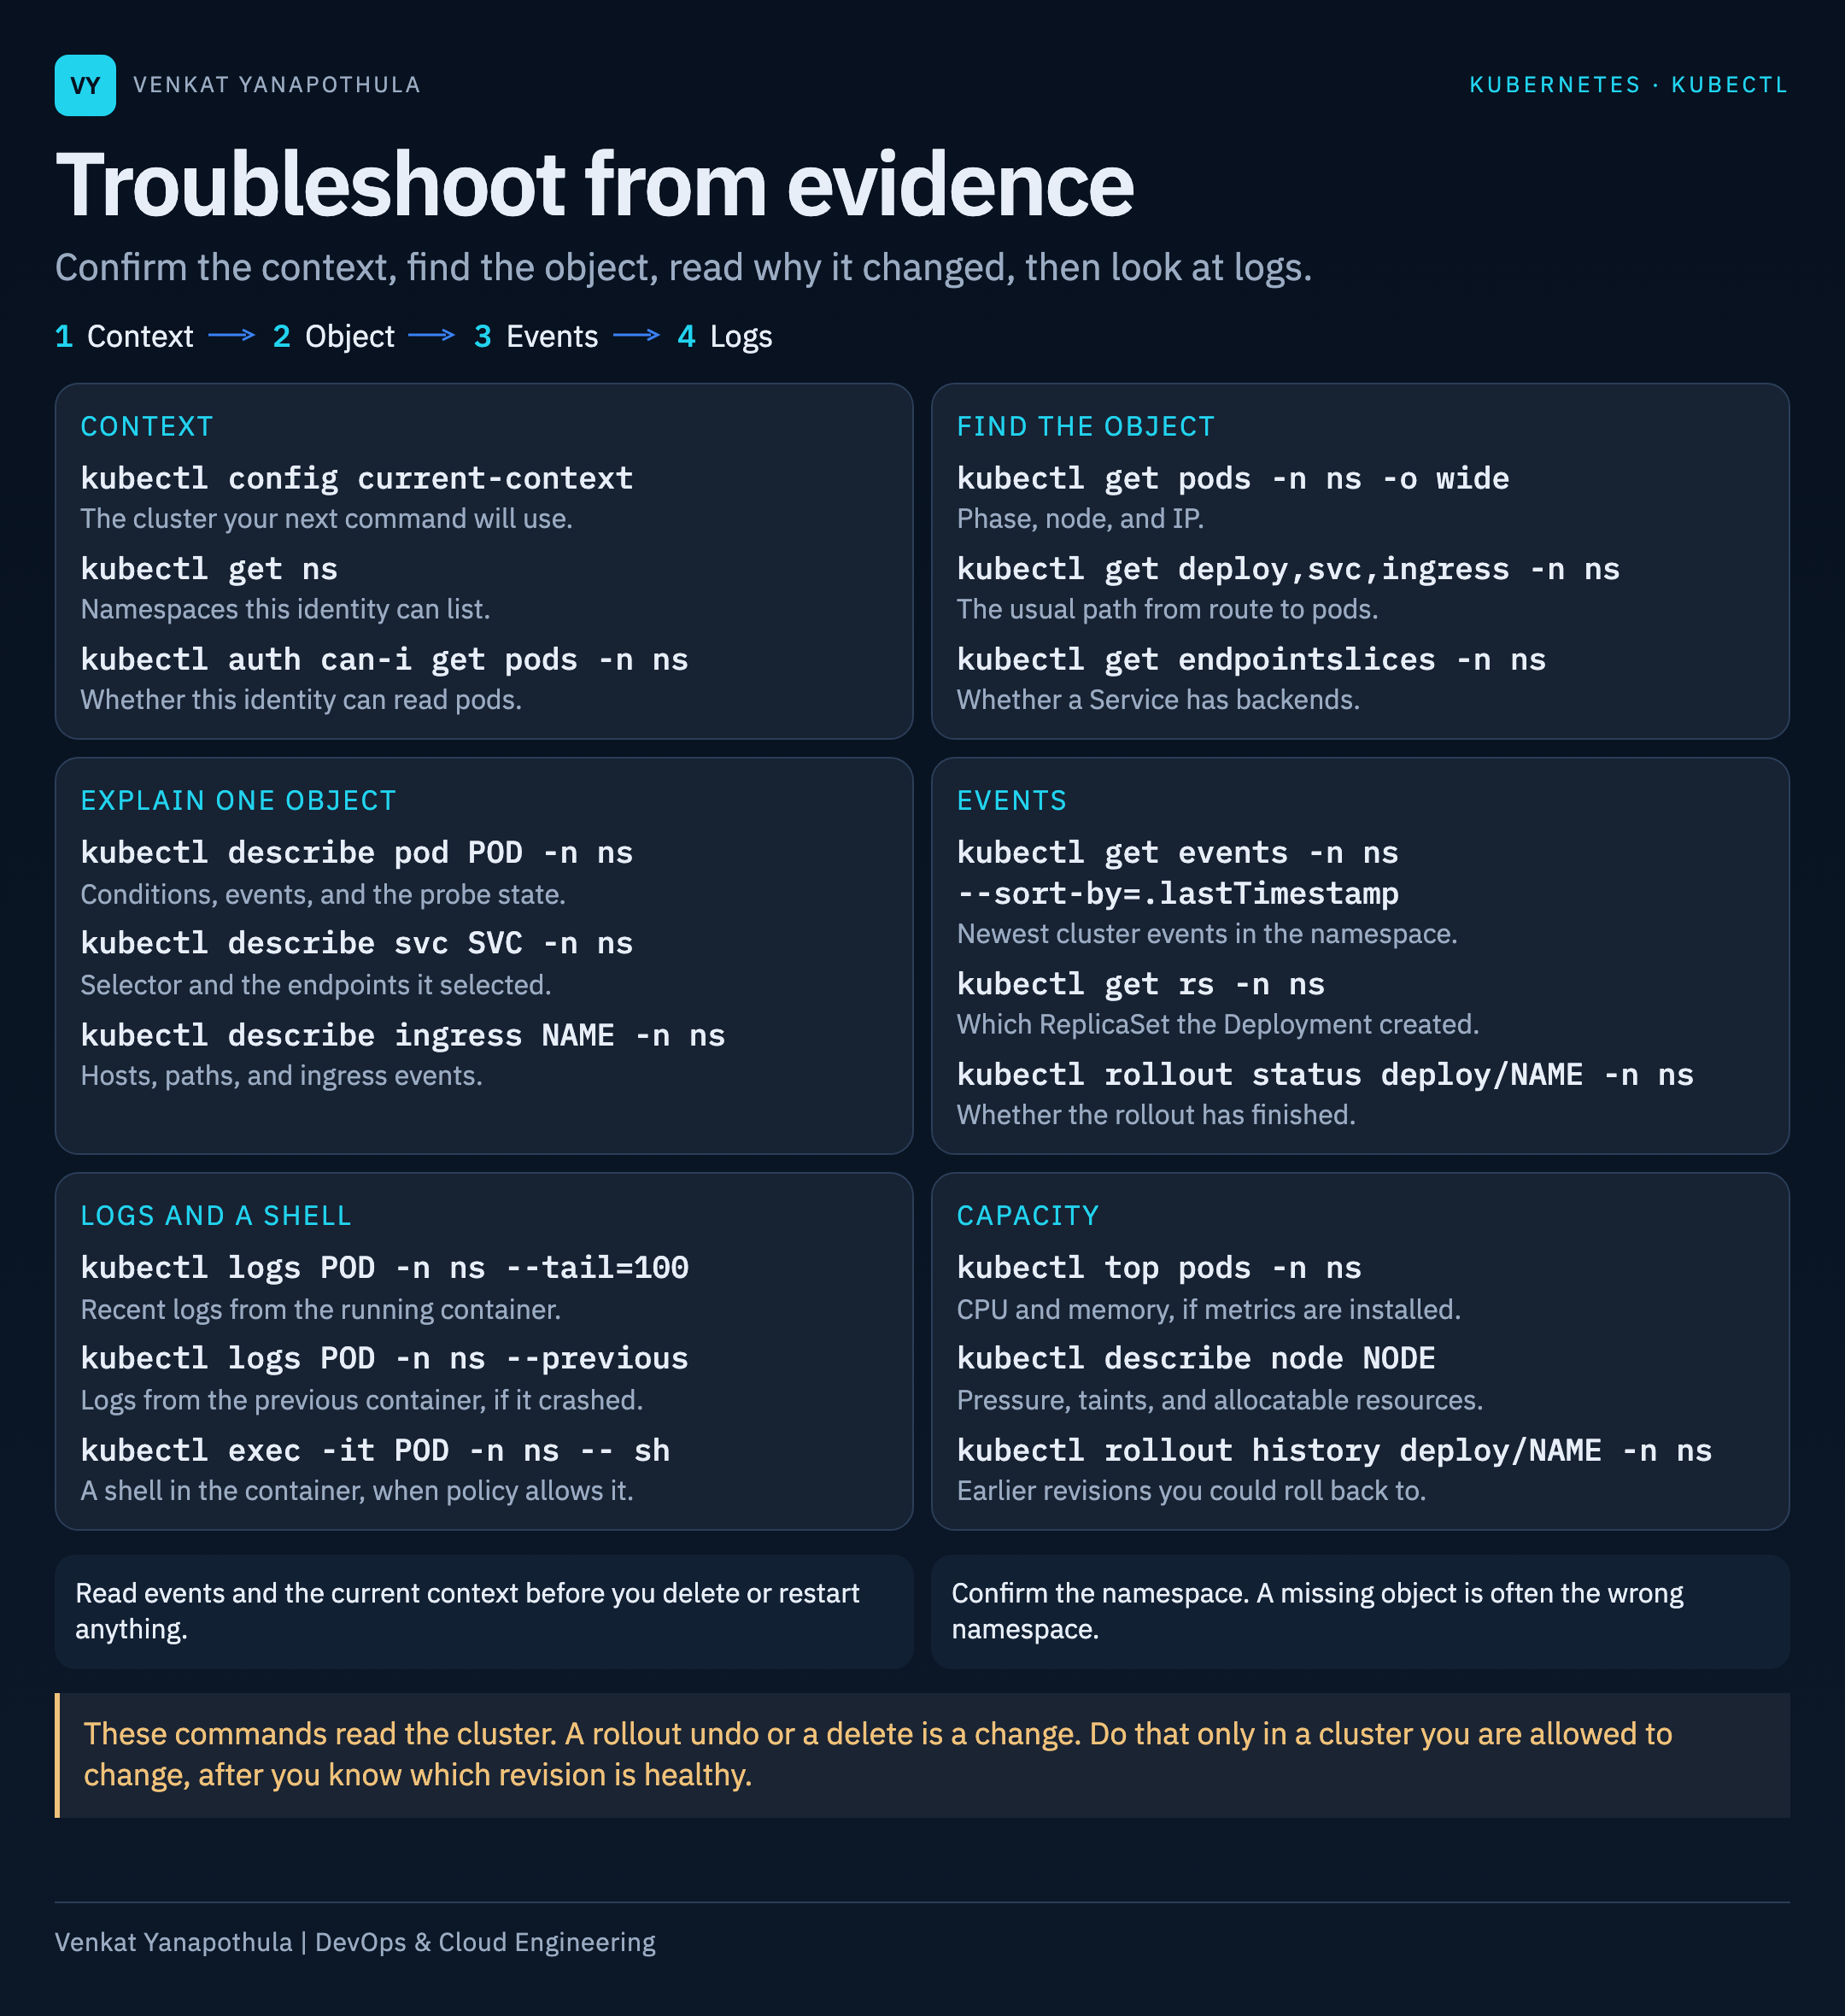 VY VENKAT YANAPOTHULA
KUBERNETES · KUBECTL
Troubleshoot from evidence
Confirm the context, find the object, read why it changed, then look at logs.
1 Context → 2 Object → 3 Events → 4 Logs
CONTEXT
kubectl config current-context
The cluster your next command will use.
kubectl get ns
Namespaces this identity can list.
kubectl auth can-i get pods -n ns
Whether this identity can read pods.
FIND THE OBJECT
kubectl get pods -n ns -o wide
Phase, node, and IP.
kubectl get deploy,svc,ingress -n ns
The usual path from route to pods.
kubectl get endpointslices -n ns
Whether a Service has backends.
EXPLAIN ONE OBJECT
kubectl describe pod POD -n ns
Conditions, events, and the probe state.
kubectl describe svc SVC -n ns
Selector and the endpoints it selected.
kubectl describe ingress NAME -n ns
Hosts, paths, and ingress events.
EVENTS
kubectl get events -n ns
--sort-by=.lastTimestamp
Newest cluster events in the namespace.
kubectl get rs -n ns
Which ReplicaSet the Deployment created.
kubectl rollout status deploy/NAME -n ns
Whether the rollout has finished.
LOGS AND A SHELL
kubectl logs POD -n ns --tail=100
Recent logs from the running container.
kubectl logs POD -n ns --previous
Logs from the previous container, if it crashed.
kubectl exec -it POD -n ns -- sh
A shell in the container, when policy allows it.
CAPACITY
kubectl top pods -n ns
CPU and memory, if metrics are installed.
kubectl describe node NODE
Pressure, taints, and allocatable resources.
kubectl rollout history deploy/NAME -n ns
Earlier revisions you could roll back to.
Read events and the current context before you delete or restart
anything.
Confirm the namespace. A missing object is often the wrong
namespace.
These commands read the cluster. A rollout undo or a delete is a change. Do that only in a cluster you are allowed to
change, after you know which revision is healthy.
Venkat Yanapothula | DevOps & Cloud Engineering